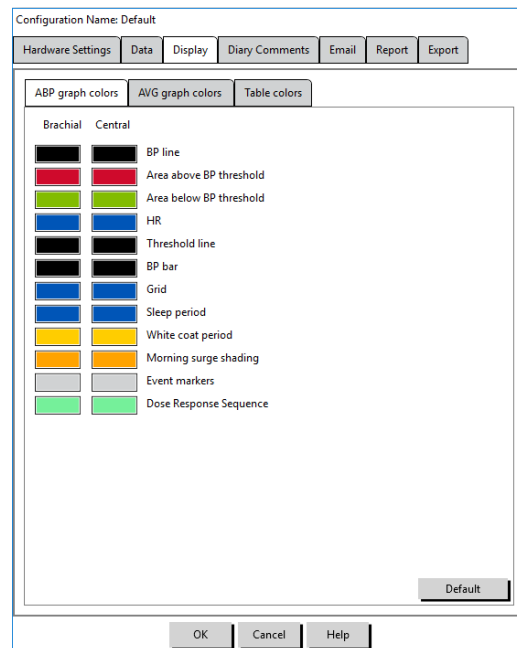 Configuration Name: Default
Hardware Settings Data Display Diary Comments Email Report Export
ABP graph colors AVG graph colors Table colors
Brachial Central
BP line
Area above BP threshold
Area below BP threshold
HR
Threshold line
BP bar
Grid
Sleep period
White coat period
Morning surge shading
Event markers
Dose Response Sequence
Default
OK Cancel Help